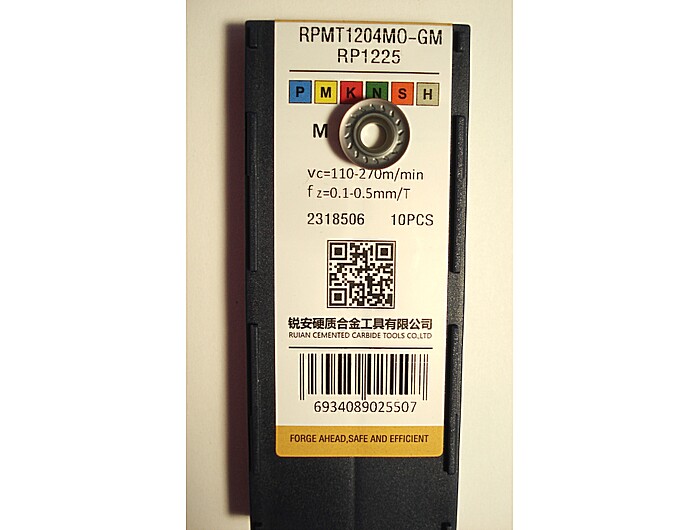 RPMT1204MO-GM
RP1225
P M K N S H
M
Vc=110-270m/min
fz=0.1-0.5mm/T
2318506 10PCS
锐安硬质合金工具有限公司
RUIAN CEMENTED CARBIDE TOOLS CO.,LTD
6934089025507
FORGE AHEAD,SAFE AND EFFICIENT